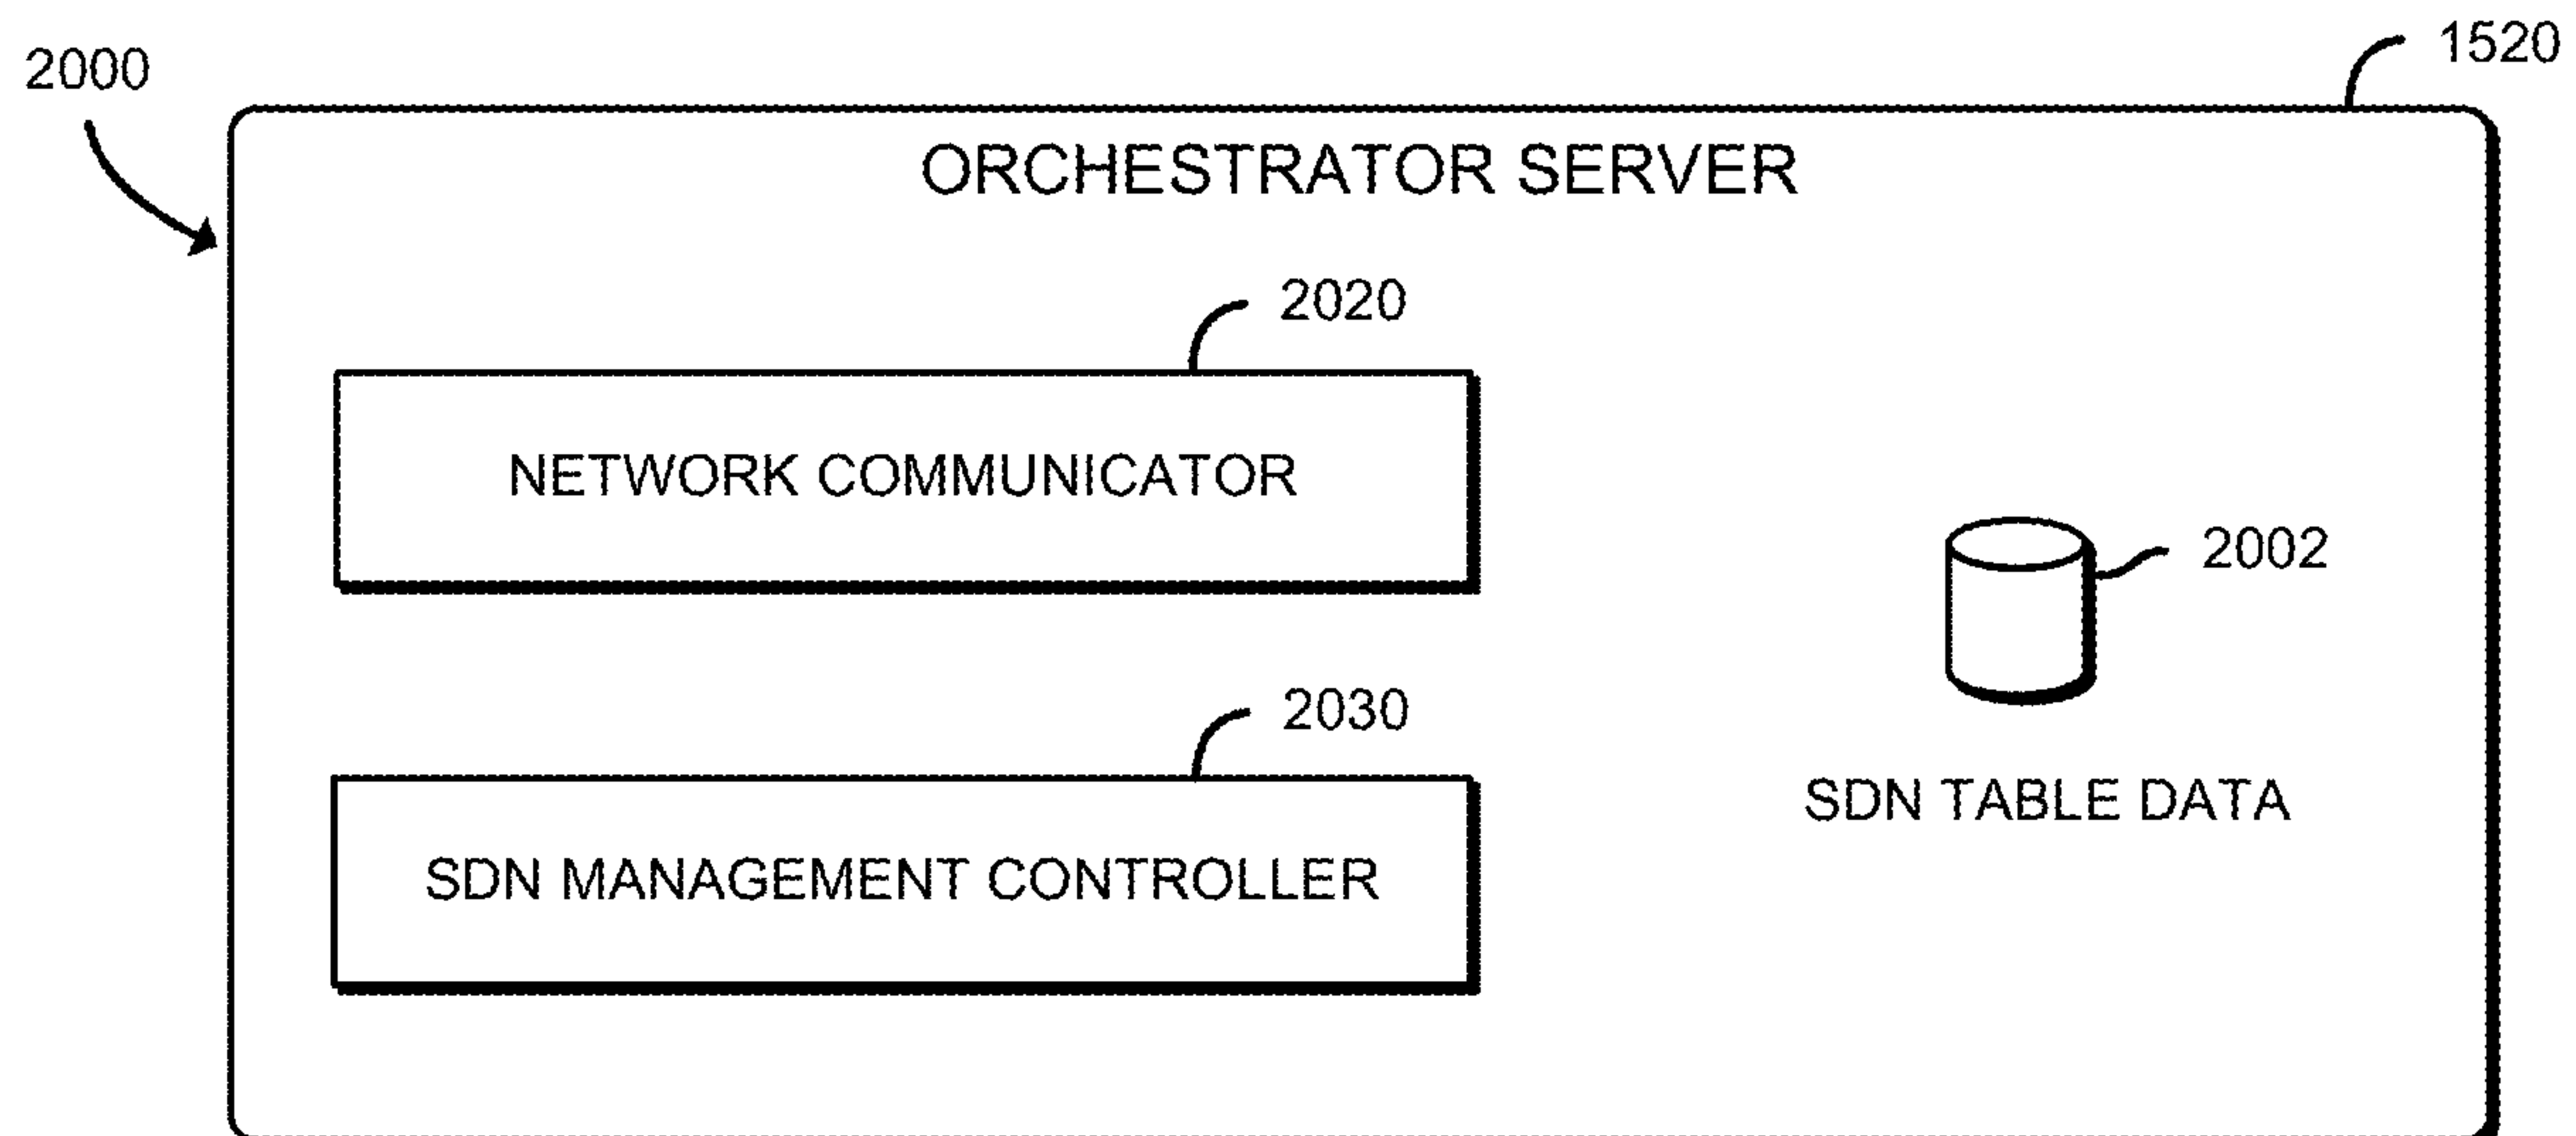 1520
2000
ORCHESTRATOR SERVER
2020
NETWORK COMMUNICATOR
2002
2030
SDN TABLE DATA
SDN MANAGEMENT CONTROLLER